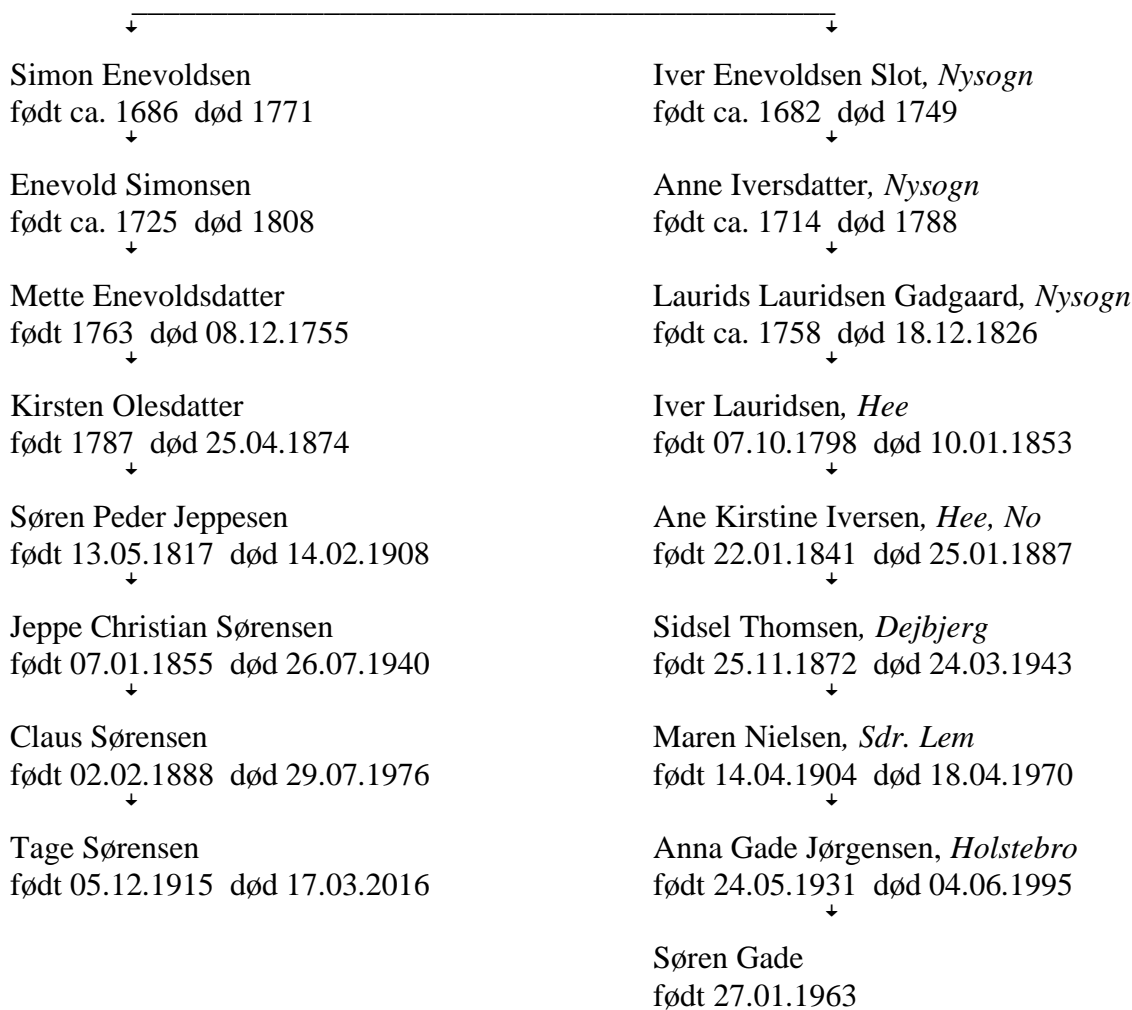 Simon Enevoldsen
født ca. 1686  død 1771
Enevold Simonsen
født ca. 1725  død 1808
Mette Enevoldsdatter
født 1763  død 08.12.1755
Kirsten Olesdatter
født 1787  død 25.04.1874
Søren Peder Jeppesen
født 13.05.1817  død 14.02.1908
Jeppe Christian Sørensen
født 07.01.1855  død 26.07.1940
Claus Sørensen
født 02.02.1888  død 29.07.1976
Tage Sørensen
født 05.12.1915  død 17.03.2016
Iver Enevoldsen Slot, Nysogn
født ca. 1682  død 1749
Anne Iversdatter, Nysogn
født ca. 1714  død 1788
Laurids Lauridsen Gadgaard, Nysogn
født ca. 1758  død 18.12.1826
Iver Lauridsen, Hee
født 07.10.1798  død 10.01.1853
Ane Kirstine Iversen, Hee, No
født 22.01.1841  død 25.01.1887
Sidsel Thomsen, Dejbjerg
født 25.11.1872  død 24.03.1943
Maren Nielsen, Sdr. Lem
født 14.04.1904  død 18.04.1970
Anna Gade Jørgensen, Holstebro
født 24.05.1931  død 04.06.1995
Søren Gade
født 27.01.1963